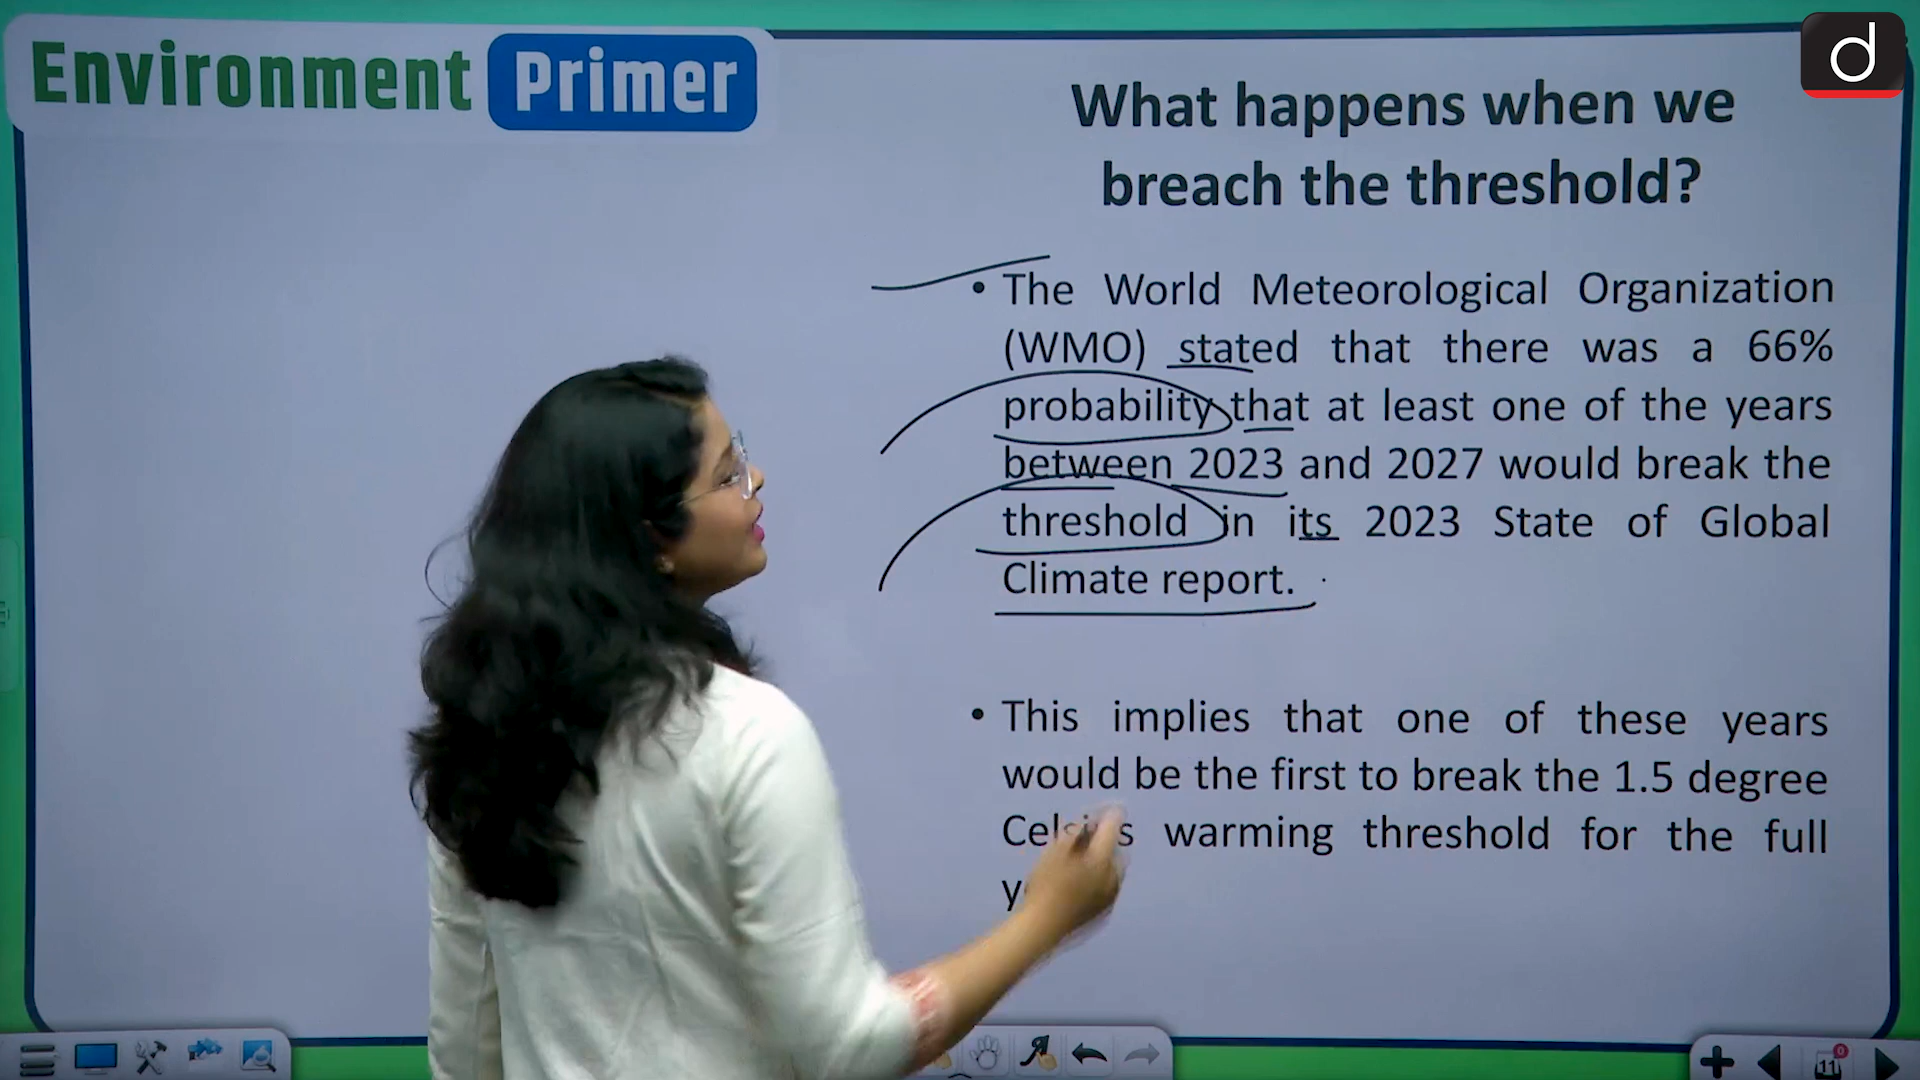 Environment Primer
d
What happens when we
breach the threshold?
• The World Meteorological Organization
(WMO) stated that there was a 66%
probability that at least one of the years
between 2023 and 2027 would break the
threshold in its 2023 State of Global
Climate report.
• This implies that one of these years
would be the first to break the 1.5 degree
warming threshold for the full
0
11